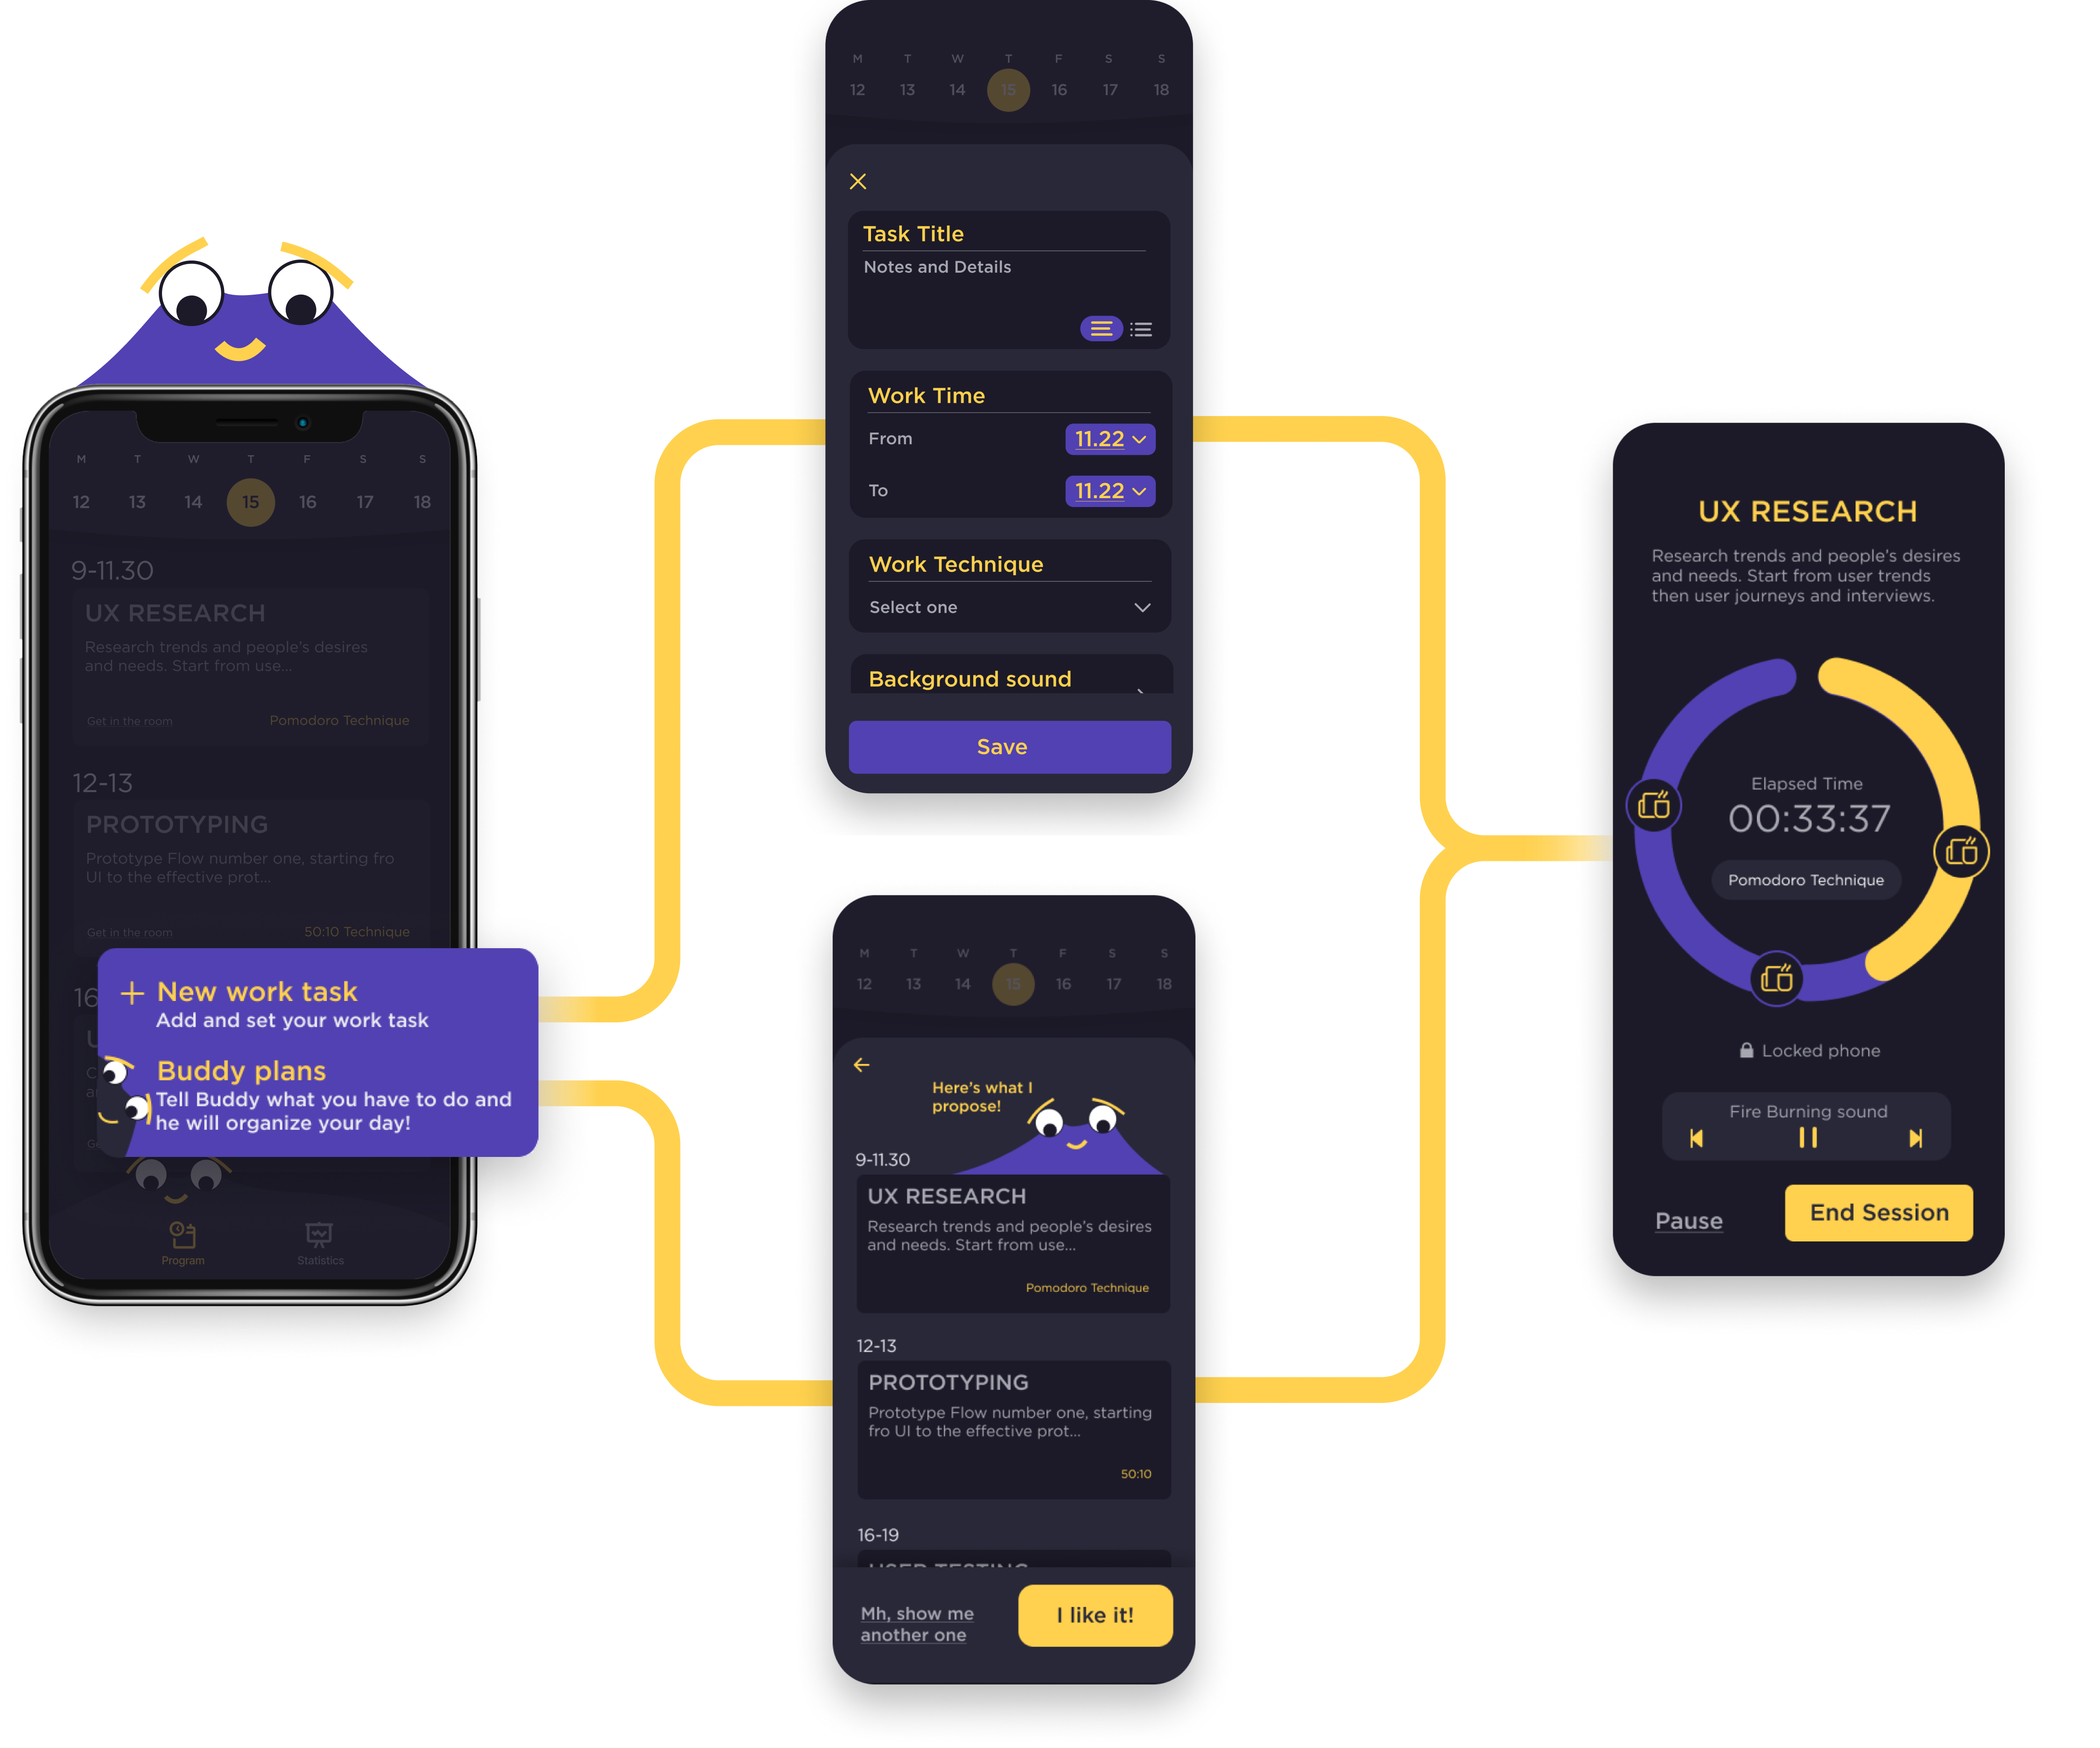 M T W T F S S
12 13 14 15 16 17 18
9-11.30
UX RESEARCH
Research trends and people's desires
and needs. Start from use...
Get in the room Pomodoro Technique
12-13
PROTOTYPING
Prototype Flow number one, starting fro
UI to the effective prot...
Get in the room 50:10 Technique
16
New work task
Add and set your work task
Buddy plans
Tell Buddy what you have to do and
he will organize your day!
Program Statistics
M T W T F S S
12 13 14 15 16 17 18
Task Title
Notes and Details
Work Time
From 11.22
To 11.22
Work Technique
Select one
Background sound
Save
M T W T F S S
12 13 14 15 16 17 18
Here's what I
propose!
9-11.30
UX RESEARCH
Research trends and people's desires
and needs. Start from use...
Pomodoro Technique
12-13
PROTOTYPING
Prototype Flow number one, starting
fro UI to the effective prot...
50:10
16-19
USER TESTING
Mh, show me
another one
I like it!
UX RESEARCH
Research trends and people's desires
and needs. Start from user trends
then user journeys and interviews.
Elapsed Time
00:33:37
Pomodoro Technique
Locked phone
Fire Burning sound
Pause End Session